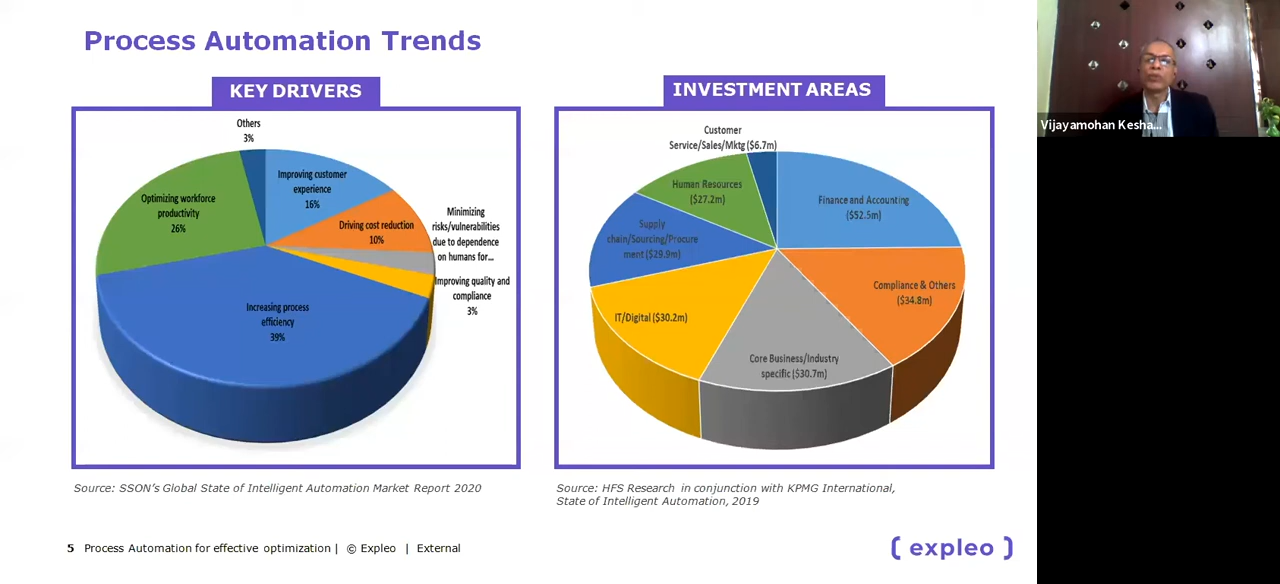 Process Automation Trends
KEY DRIVERS
Others
3%
Improving customer
experience
16%
Optimizing workforce
productivity
26%
Driving cost reduction
10%
Minimizing
risks/vulnerabilities
due to dependence
on humans for...
Improving quality and
compliance
3%
Increasing process
efficiency
39%
Source: SSON's Global State of Intelligent Automation Market Report 2020
INVESTMENT AREAS
Customer
Service/Sales/Mktg ($6.7m)
Human Resources
($27.2m)
Finance and Accounting
($52.5m)
Supply
chain/Sourcing/Procure
ment ($29.9m)
Compliance & Others
($34.8m)
IT/Digital ($30.2m)
Core Business/Industry
specific ($30.7m)
Source: HFS Research in conjunction with KPMG International,
State of Intelligent Automation, 2019
5 Process Automation for effective optimization | © Expleo | External
( expleo )
Vijayamohan Kesha...